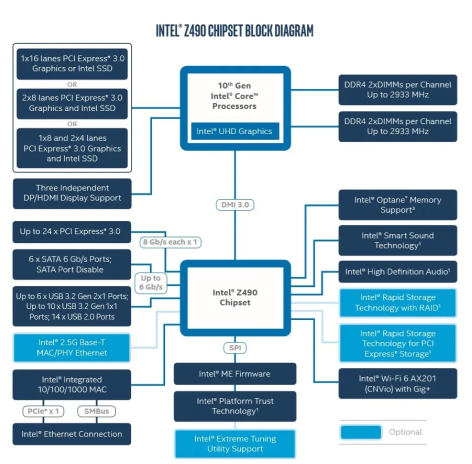 INTEL® Z490 CHIPSET BLOCK DIAGRAM
1x16 lanes PCI Express* 3.0
Graphics or Intel SSD
OR
2x8 lanes PCI Express* 3.0
Graphics and Intel SSD
OR
1x8 and 2x4 lanes
PCI Express* 3.0 Graphics
and Intel SSD
Three Independent
DP/HDMI Display Support
10th Gen
Intel® Core™
Processors
Intel® UHD Graphics
DDR4 2xDIMMs per Channel
Up to 2933 MHz
DDR4 2xDIMMs per Channel
Up to 2933 MHz
DMI 3.0
Up to 24 x PCI Express* 3.0
8 Gb/s each x 1
6 x SATA 6 Gb/s Ports;
SATA Port Disable
Up to
6 Gb/s
Up to 6 x USB 3.2 Gen 2x1 Ports;
Up to 10 x USB 3.2 Gen 1x1
Ports; 14 x USB 2.0 Ports
Intel® 2.5G Base-T
MAC/PHY Ethernet
Intel® Integrated
10/100/1000 MAC
PCIe* x 1
SMBus
Intel® Ethernet Connection
Intel® Z490
Chipset
SPI
Intel® ME Firmware
Intel® Platform Trust
Technology¹
Intel® Extreme Tuning
Utility Support
Intel® Optane™ Memory
Support
Intel® Smart Sound
Technology¹
Intel® High Definition Audio¹
Intel® Rapid Storage
Technology with RAID¹
Intel® Rapid Storage
Technology for PCI
Express* Storage¹
Intel® Wi-Fi 6 AX201
(CNVio) with Gig+
Optional